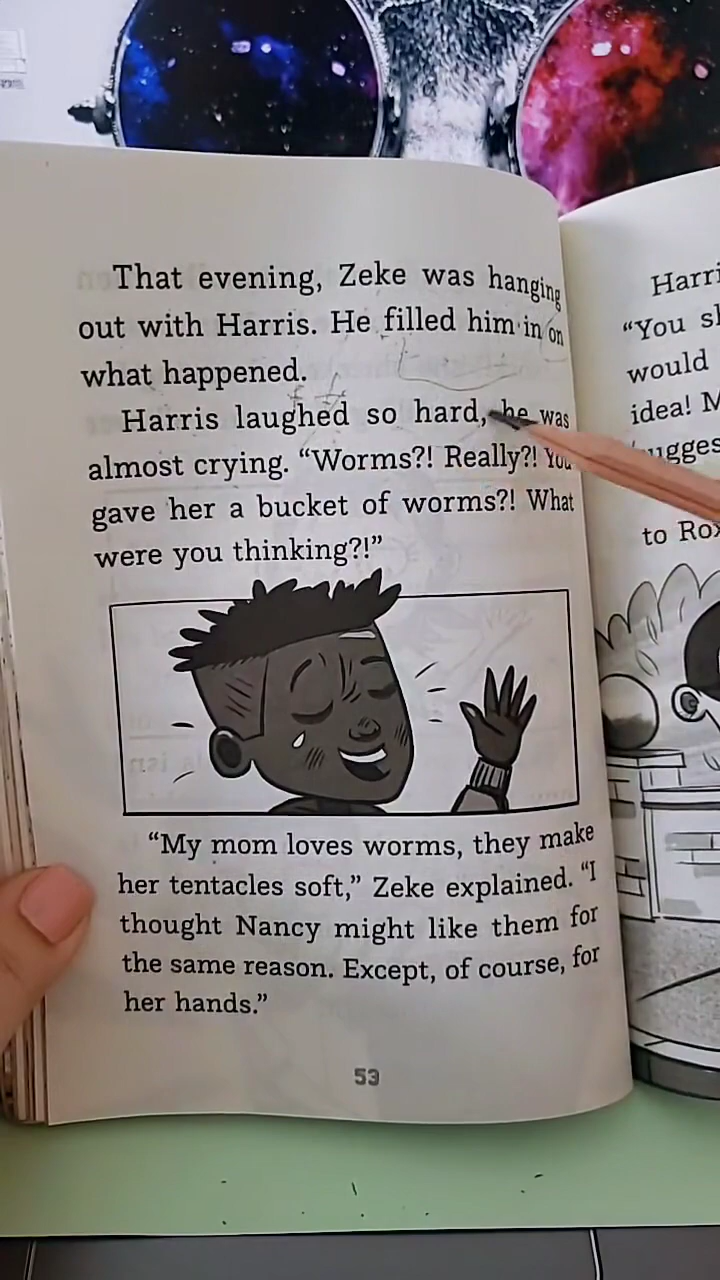 That evening, Zeke was hanging
out with Harris. He filled him in on
what happened.
Harris laughed so hard, he was
almost crying. “Worms?! Really?! You
gave her a bucket of worms?! What
were you thinking?!”
“My mom loves worms, they make
her tentacles soft,” Zeke explained. “I
thought Nancy might like them for
the same reason. Except, of course, for
her hands.”
53
“You
would
idea!
to